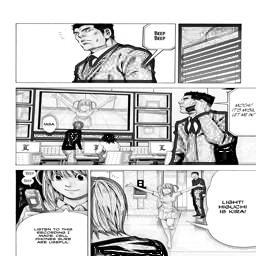 BEEP
BEEP
MISA.
MOCHI!
IT'S MISA,
LET ME IN!
L
L
LISTEN TO THIS
RECORDING I
MADE. CELL
PHONES SURE
ARE USEFUL.
LIGHT!
HIGUCHI
IS KIRA!